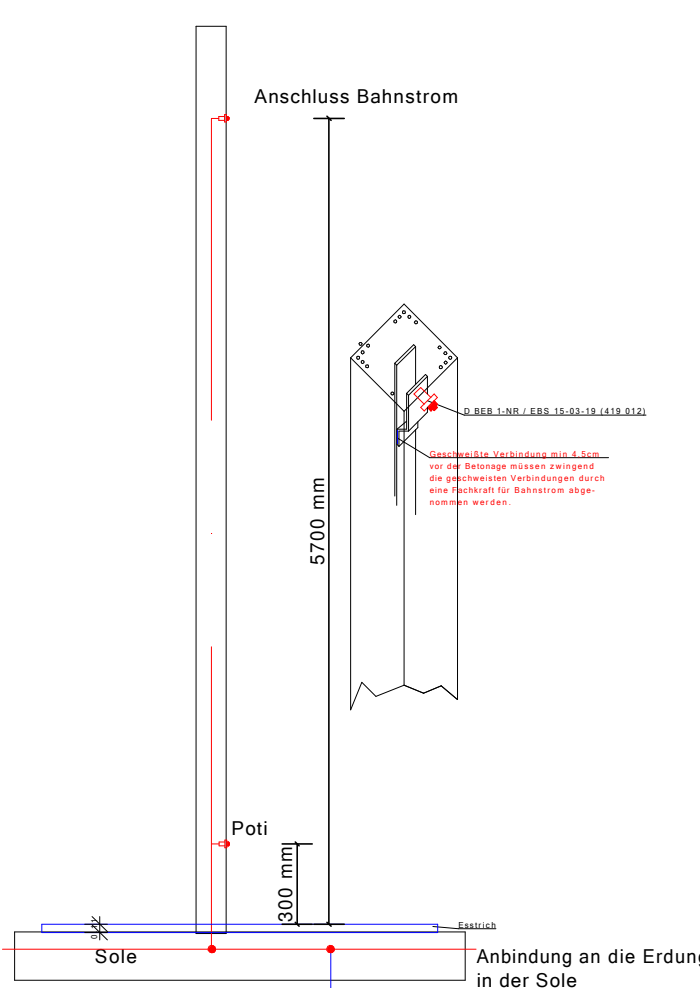 Anschluss Bahnstrom
D BEB 1-NR / EBS 15-03-19 (419 012)
Geschweißte Verbindung min 4,5cm
vor der Betonage müssen zwingend
die geschweisten Verbindungen durch
eine Fachkraft für Bahnstrom abge-
nommen werden.
5700 mm
Poti
300 mm
Esstrich
Sole
Anbindung an die Erdung
in der Sole